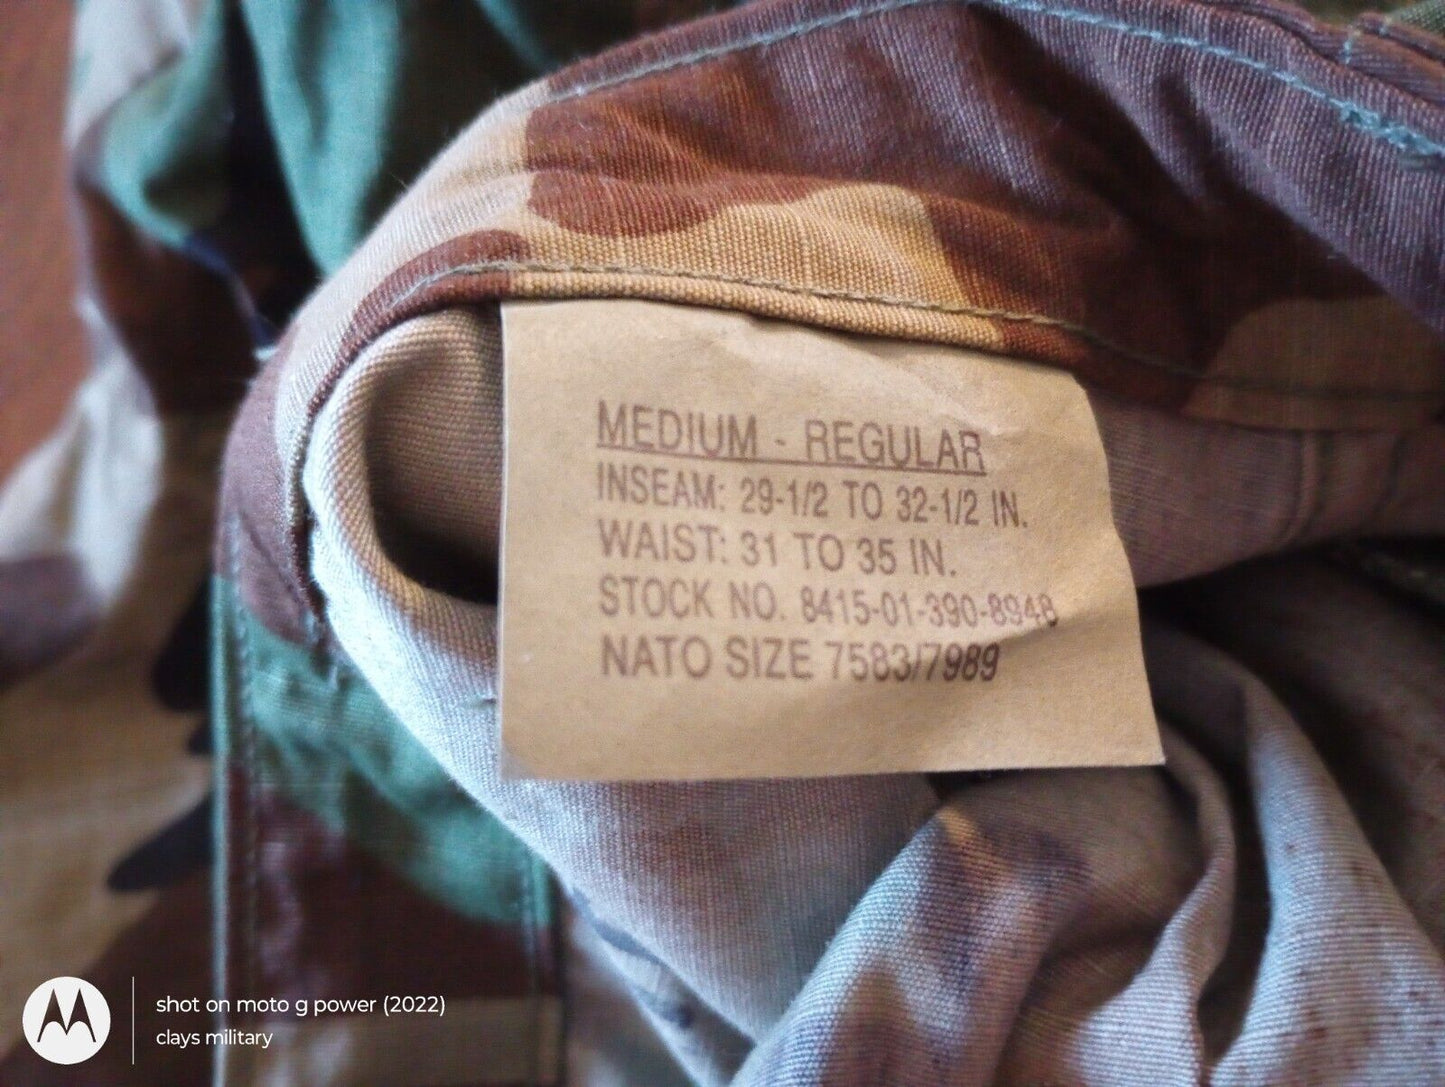 MEDIUM - REGULAR
INSEAM: 29-1/2 TO 32-1/2 IN.
WAIST: 31 TO 35 IN.
STOCK NO. 8415-01-390-8948
NATO SIZE 7583/7989
shot on moto g power (2022)
clays military